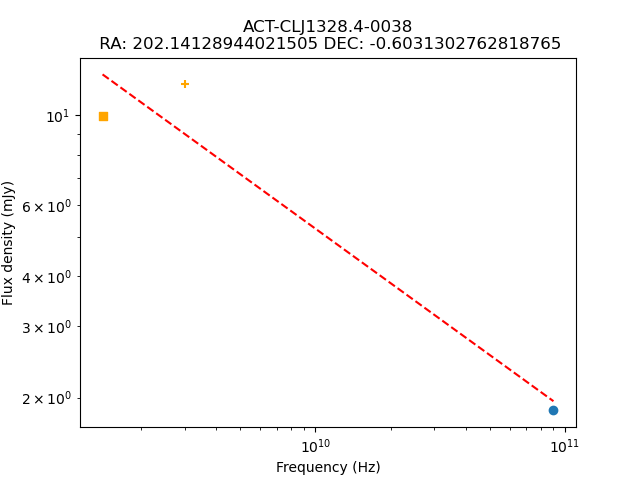 ACT-CLJ1328.4-0038
RA: 202.14128944021505 DEC: -0.6031302762818765
Flux density (mJy)
10¹
6 × 10⁰
4 × 10⁰
3 × 10⁰
2 × 10⁰
10¹⁰
10¹¹
Frequency (Hz)